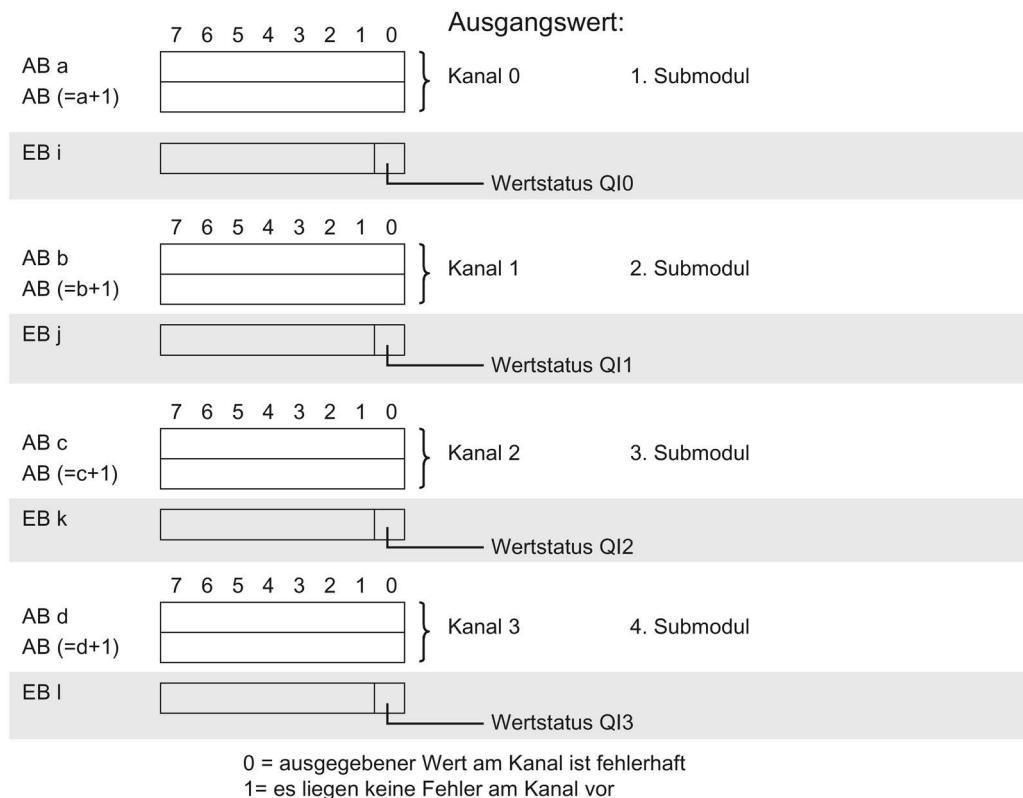 Ausgangswert:
7 6 5 4 3 2 1 0
AB a
Kanal 0 1. Submodul
AB (=a+1)
EB i
Wertstatus QI0
7 6 5 4 3 2 1 0
AB b
Kanal 1 2. Submodul
AB (=b+1)
EB j
Wertstatus QI1
7 6 5 4 3 2 1 0
AB c
Kanal 2 3. Submodul
AB (=c+1)
EB k
Wertstatus QI2
7 6 5 4 3 2 1 0
AB d
Kanal 3 4. Submodul
AB (=d+1)
EB l
Wertstatus QI3
0 = ausgegebener Wert am Kanal ist fehlerhaft
1= es liegen keine Fehler am Kanal vor